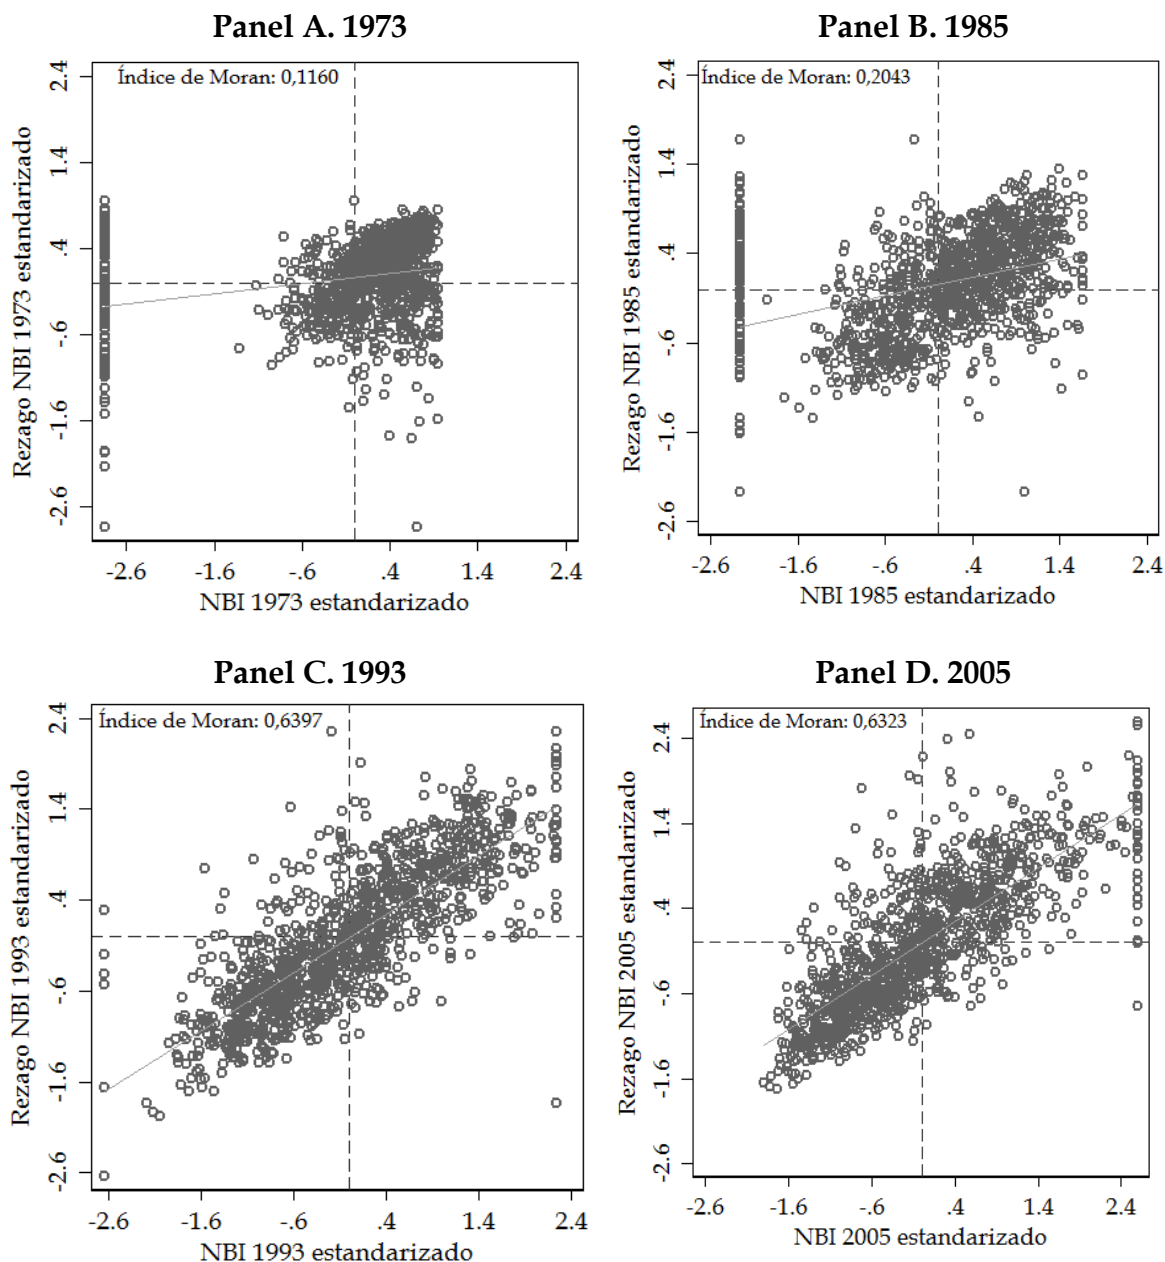 Panel A. 1973
Índice de Moran: 0,1160
Rezago NBI 1973 estandarizado
2.4
1.4
.4
-.6
-1.6
-2.6
-2.6 -1.6 -.6 .4 1.4 2.4
NBI 1973 estandarizado
Panel B. 1985
Índice de Moran: 0,2043
Rezago NBI 1985 estandarizado
2.4
1.4
.4
-.6
-1.6
-2.6
-2.6 -1.6 -.6 .4 1.4 2.4
NBI 1985 estandarizado
Panel C. 1993
Índice de Moran: 0,6397
Rezago NBI 1993 estandarizado
2.4
1.4
.4
-.6
-1.6
-2.6
-2.6 -1.6 -.6 .4 1.4 2.4
NBI 1993 estandarizado
Panel D. 2005
Índice de Moran: 0,6323
Rezago NBI 2005 estandarizado
2.4
1.4
.4
-.6
-1.6
-2.6
-2.6 -1.6 -.6 .4 1.4 2.4
NBI 2005 estandarizado